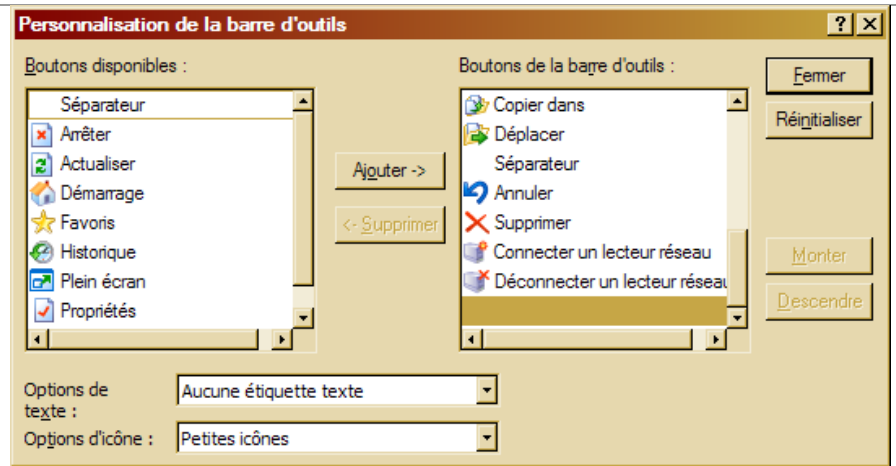 Personnalisation de la barre d'outils
Boutons disponibles :
Séparateur
Arrêter
Actualiser
Démarrage
Favoris
Historique
Plein écran
Propriétés
Ajouter ->
<- Supprimer
Boutons de la barre d'outils :
Copier dans
Déplacer
Séparateur
Annuler
Supprimer
Connecter un lecteur réseau
Déconnecter un lecteur réseau
Fermer
Réinitialiser
Monter
Descendre
Options de
texte :
Aucune étiquette texte
Options d'icône :
Petites icônes